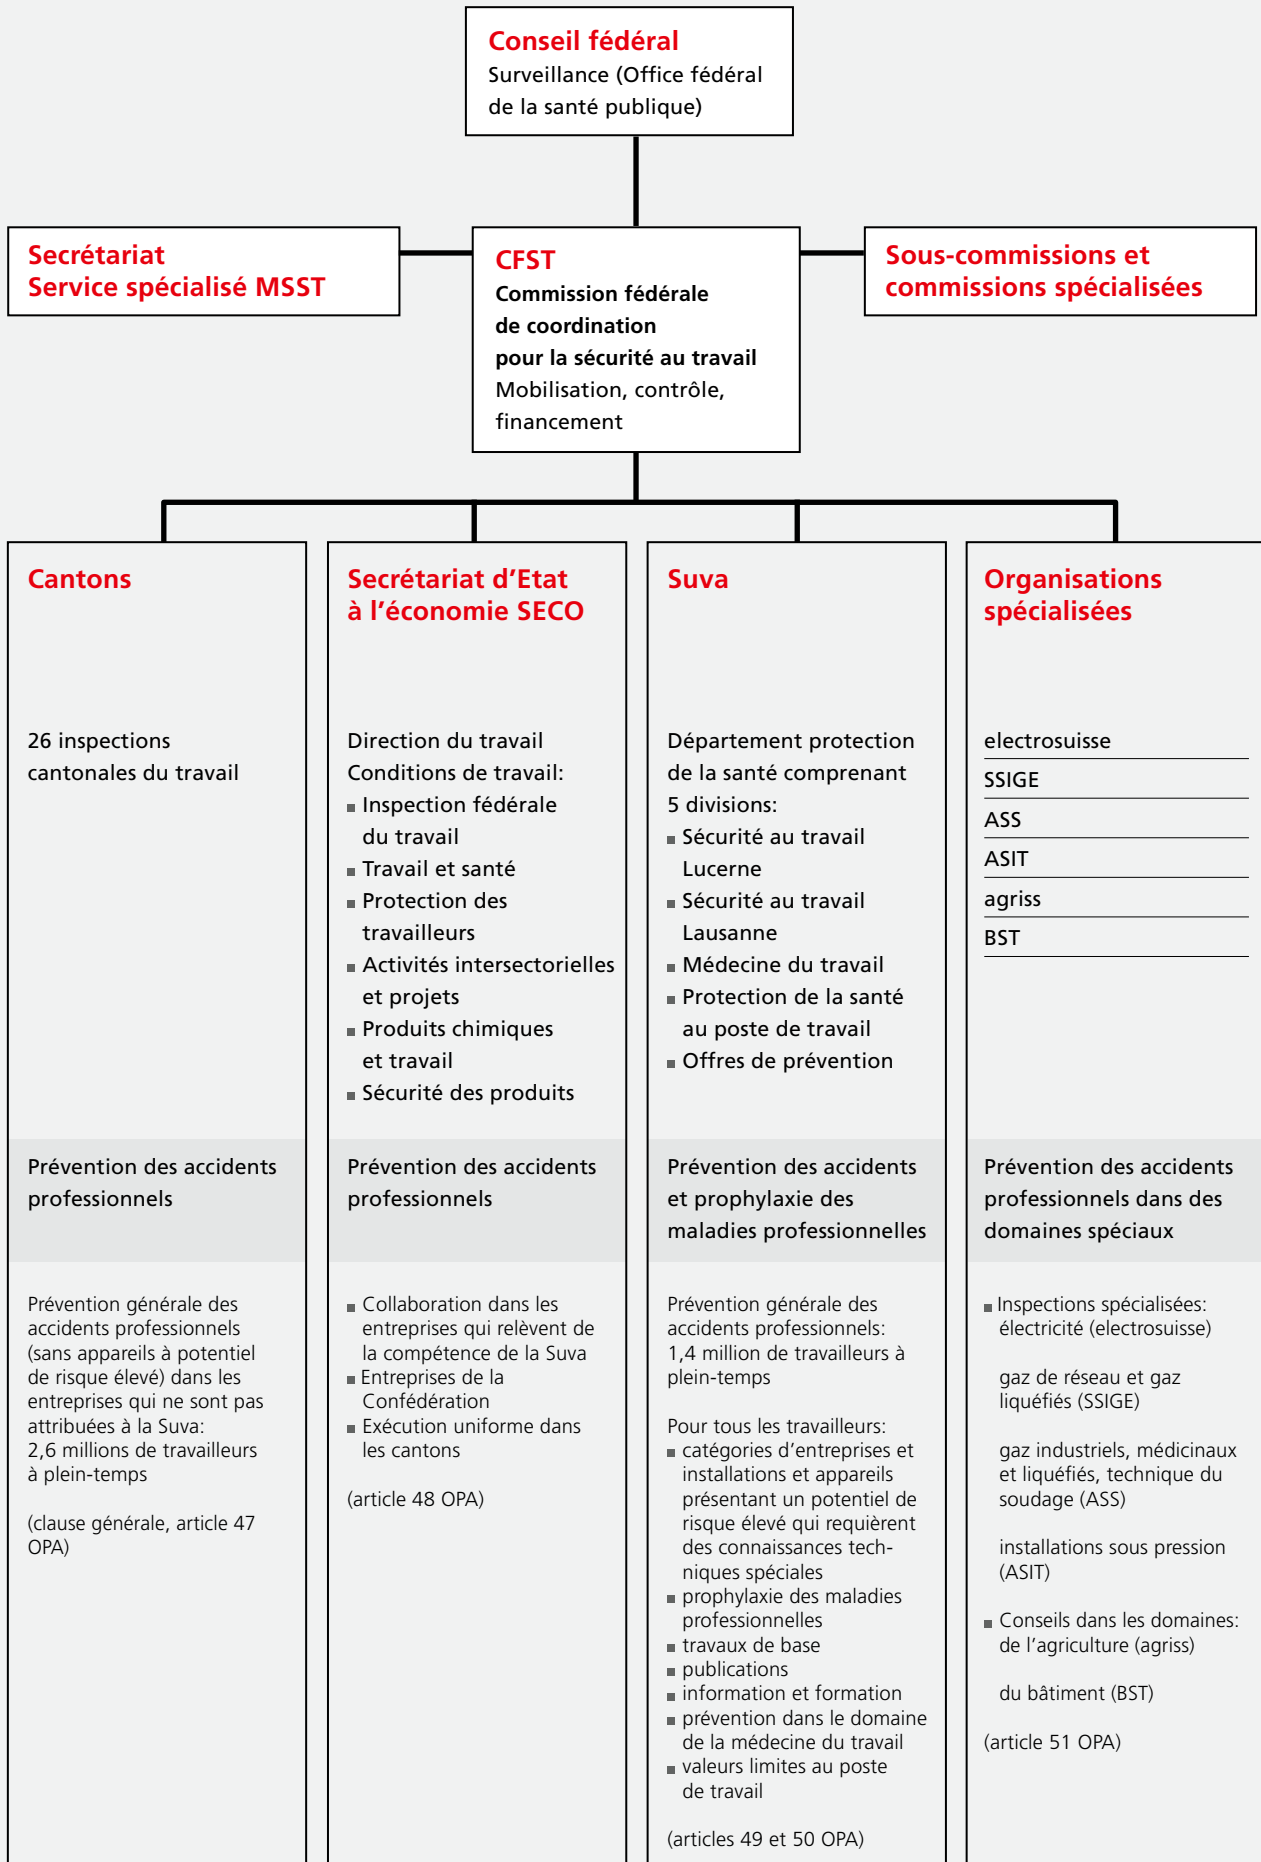 Conseil fédéral
Surveillance (Office fédéral
de la santé publique)
Secrétariat
Service spécialisé MSST
CFST
Commission fédérale
de coordination
pour la sécurité au travail
Mobilisation, contrôle,
financement
Sous-commissions et
commissions spécialisées
Cantons
26 inspections
cantonales du travail
Prévention des accidents
professionnels
Prévention générale des
accidents professionnels
(sans appareils à potentiel
de risque élevé) dans les
entreprises qui ne sont pas
attribuées à la Suva:
2,6 millions de travailleurs
à plein-temps
(clause générale, article 47
OPA)
Secrétariat d'Etat
à l'économie SECO
Direction du travail
Conditions de travail:
▪ Inspection fédérale
du travail
▪ Travail et santé
▪ Protection des
travailleurs
▪ Activités intersectorielles
et projets
▪ Produits chimiques
et travail
▪ Sécurité des produits
Prévention des accidents
professionnels
▪ Collaboration dans les
entreprises qui relèvent de
la compétence de la Suva
▪ Entreprises de la
Confédération
▪ Exécution uniforme dans
les cantons
(article 48 OPA)
Suva
Département protection
de la santé comprenant
5 divisions:
▪ Sécurité au travail
Lucerne
▪ Sécurité au travail
Lausanne
▪ Médecine du travail
▪ Protection de la santé
au poste de travail
▪ Offres de prévention
Prévention des accidents
et prophylaxie des
maladies professionnelles
Prévention générale des
accidents professionnels:
1,4 million de travailleurs à
plein-temps
Pour tous les travailleurs:
▪ catégories d'entreprises et
installations et appareils
présentant un potentiel de
risque élevé qui requièrent
des connaissances tech-
niques spéciales
▪ prophylaxie des maladies
professionnelles
▪ travaux de base
▪ publications
▪ information et formation
▪ prévention dans le domaine
de la médecine du travail
▪ valeurs limites au poste
de travail
(articles 49 et 50 OPA)
Organisations
spécialisées
electrosuisse
SSIGE
ASS
ASIT
agriss
BST
Prévention des accidents
professionnels dans des
domaines spéciaux
▪ Inspections spécialisées:
électricité (electrosuisse)
gaz de réseau et gaz
liquéfiés (SSIGE)
gaz industriels, médicinaux
et liquéfiés, technique du
soudage (ASS)
installations sous pression
(ASIT)
▪ Conseils dans les domaines:
de l'agriculture (agriss)
du bâtiment (BST)
(article 51 OPA)